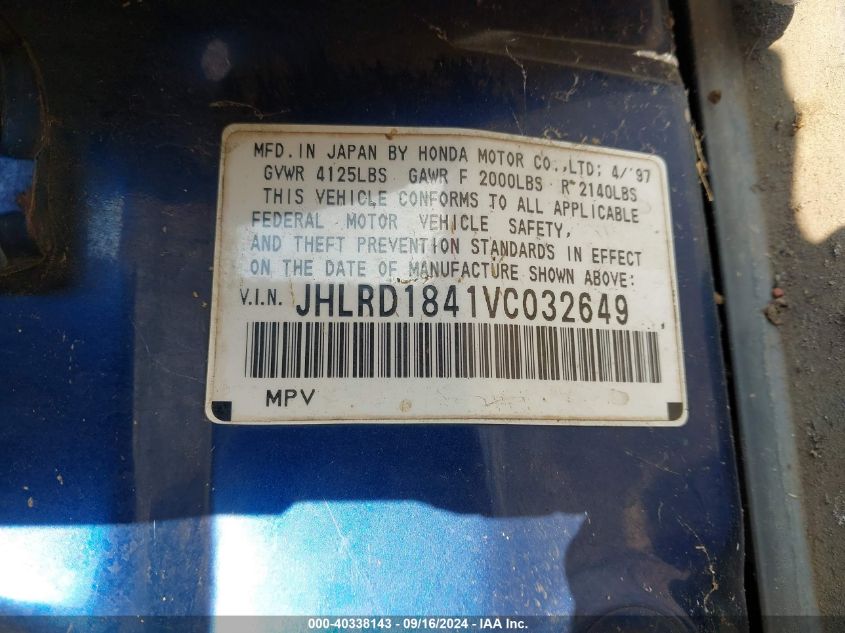 MFD. IN JAPAN BY HONDA MOTOR CO.,LTD; 4/'97
GVWR 4125LBS GAWR F 2000LBS R 2140LBS
THIS VEHICLE CONFORMS TO ALL APPLICABLE
FEDERAL MOTOR VEHICLE SAFETY,
AND THEFT PREVENTION STANDARDS IN EFFECT
ON THE DATE OF MANUFACTURE SHOWN ABOVE:
V.I.N. JHLRD1841VC032649
MPV
000-40338143 - 09/16/2024 - IAA Inc.